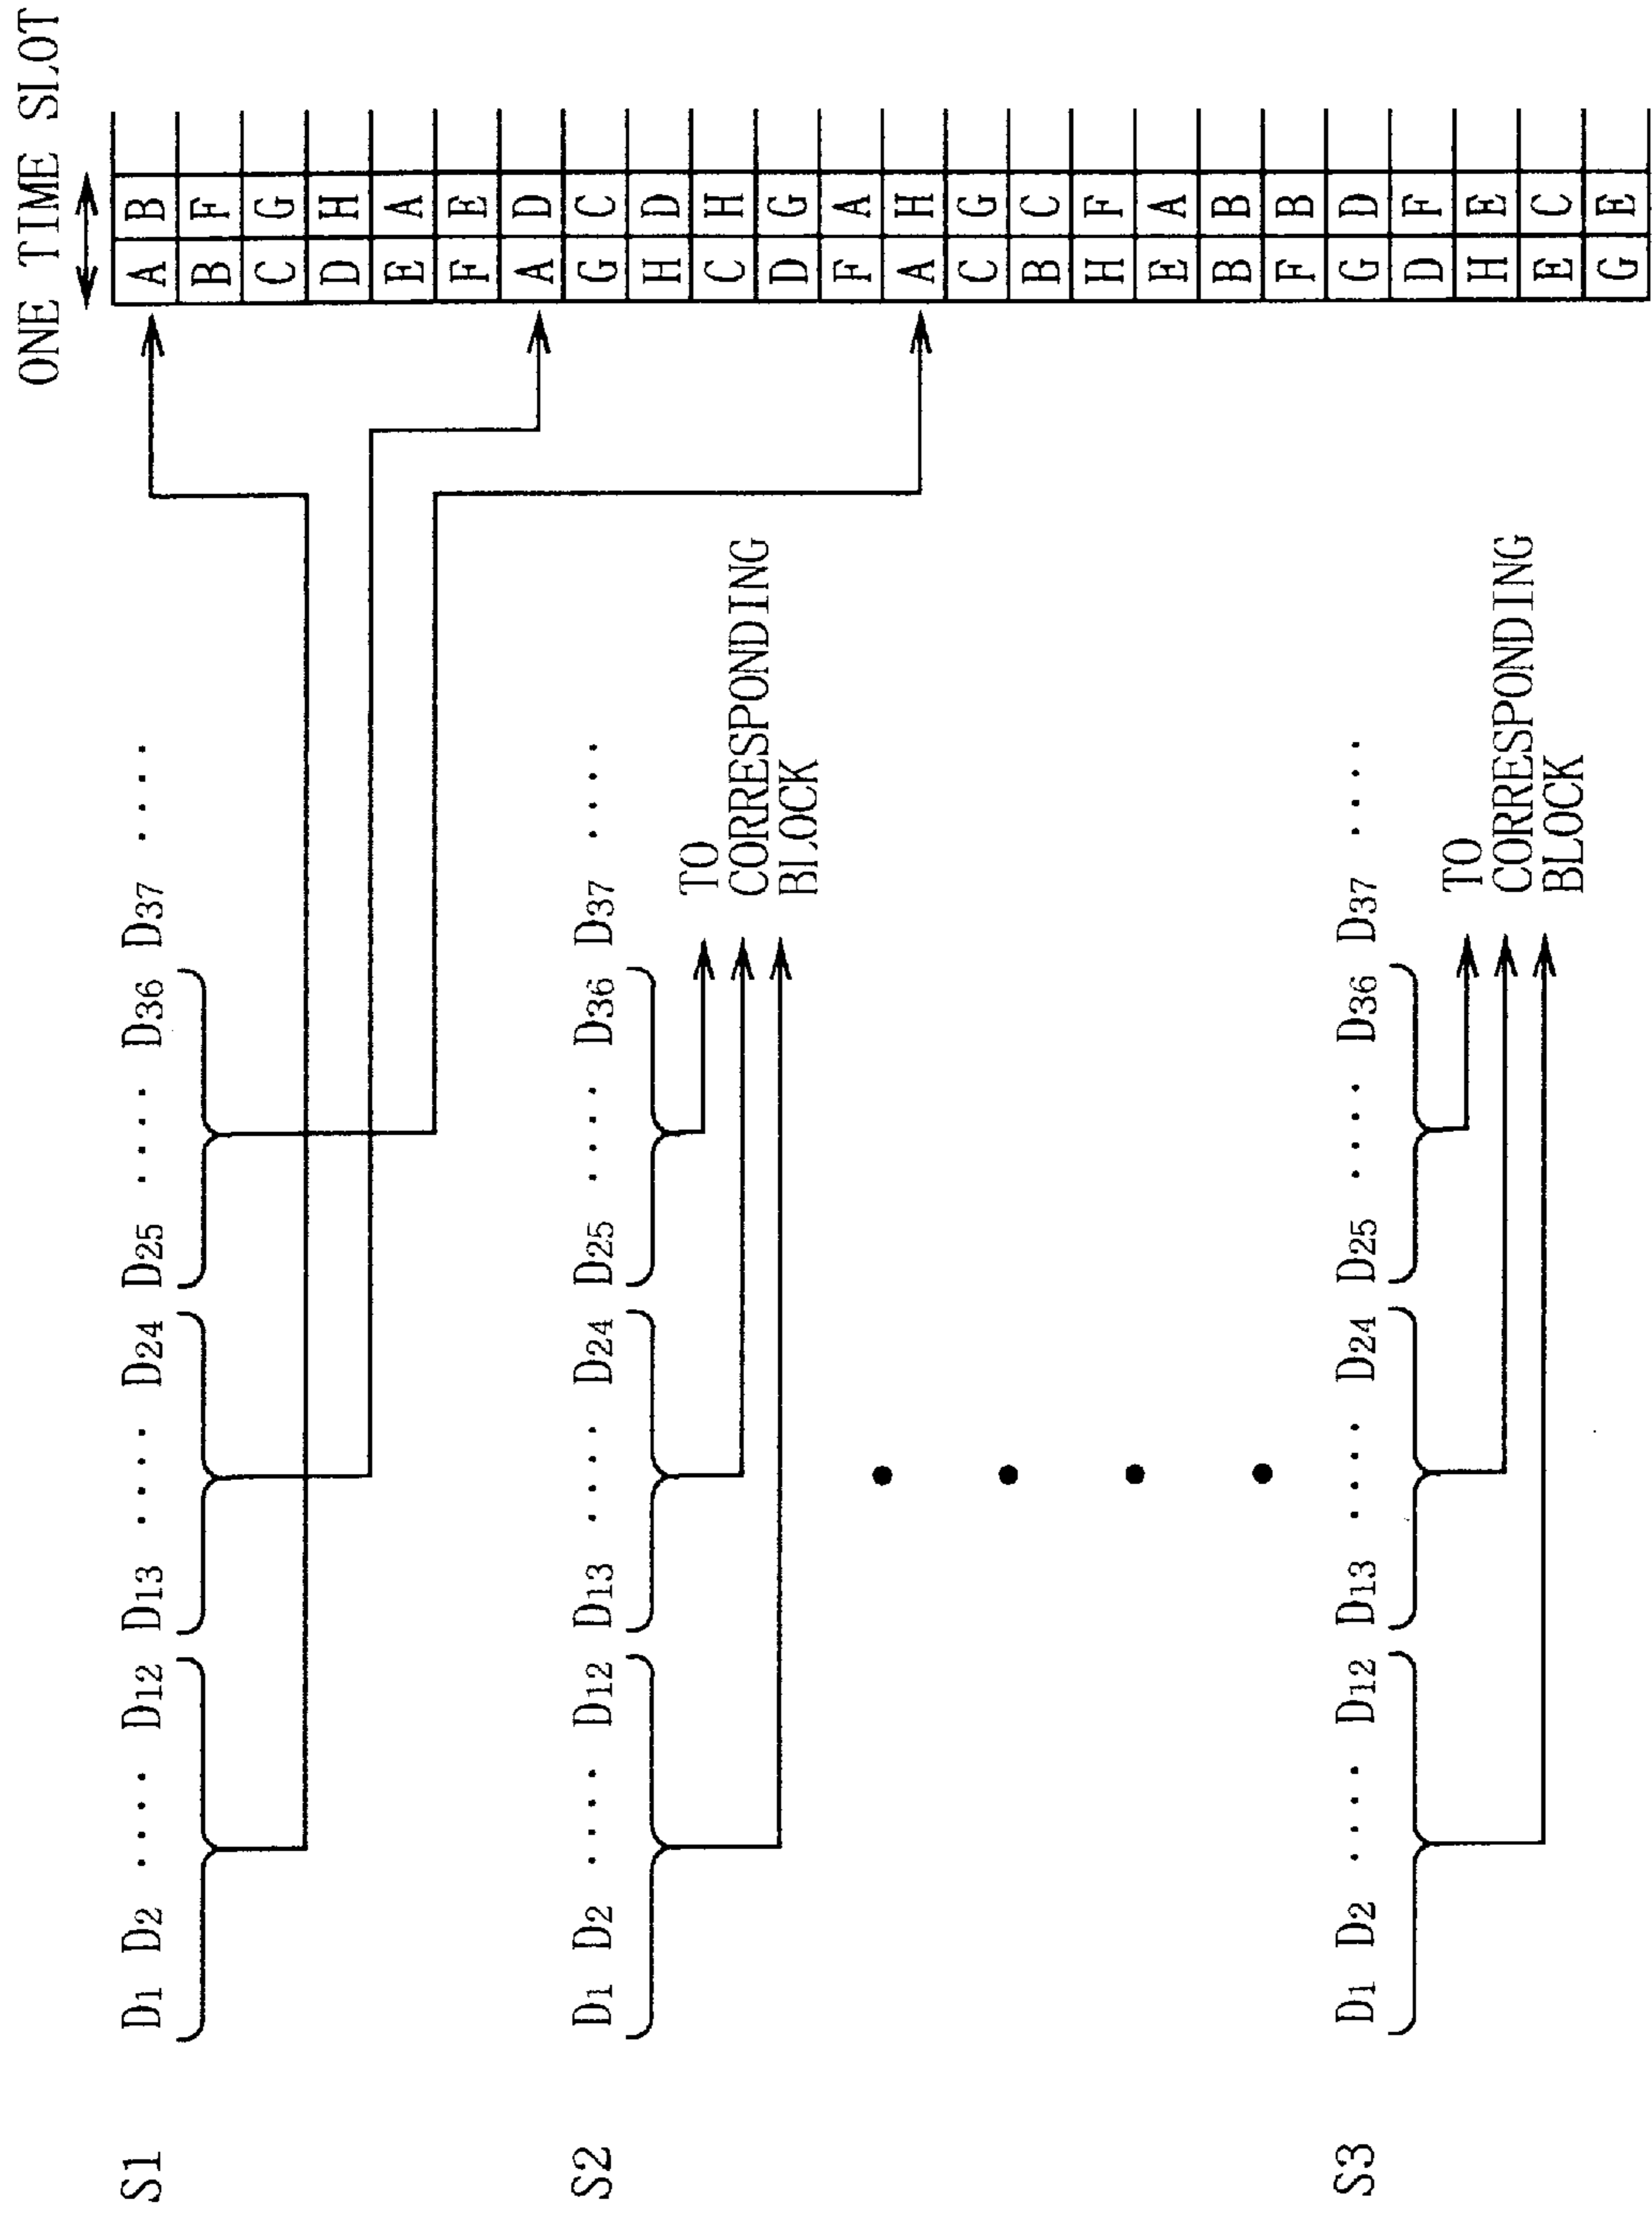 ONE TIME SLOT
S1 D1 D2 ···· D12 D13 ···· D24 D25 ···· D36 D37 ····
A B
B F
C G
D H
E A
F E
A D
G C
H D
C H
D G
F A
A H
C G
B C
H F
E A
B B
F B
G D
D F
H E
E C
G E
S2 D1 D2 ···· D12 D13 ···· D24 D25 ···· D36 D37 ····
TO
CORRESPONDING
BLOCK
S3 D1 D2 ···· D12 D13 ···· D24 D25 ···· D36 D37 ····
TO
CORRESPONDING
BLOCK